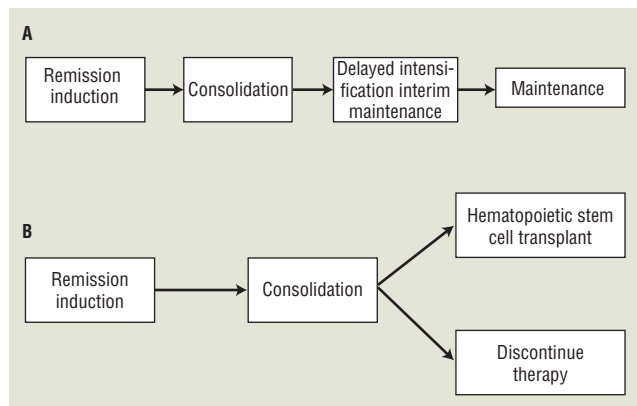 A
Remission
induction
Consolidation
Delayed intensi-
fication interim
maintenance
Maintenance
B
Remission
induction
Consolidation
Hematopoietic stem
cell transplant
Discontinue
therapy